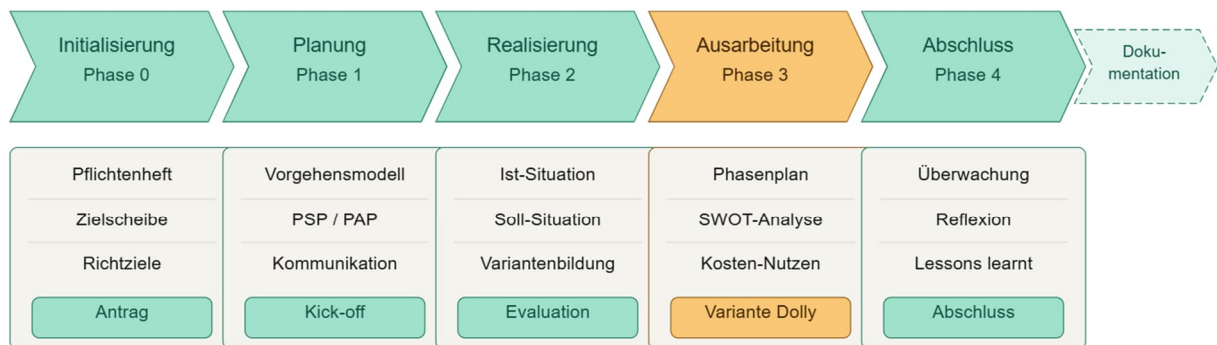 Initialisierung
Phase 0
Planung
Phase 1
Realisierung
Phase 2
Ausarbeitung
Phase 3
Abschluss
Phase 4
Doku-
mentation
Pflichtenheft
Zielscheibe
Richtziele
Antrag
Vorgehensmodell
PSP / PAP
Kommunikation
Kick-off
Ist-Situation
Soll-Situation
Variantenbildung
Evaluation
Phasenplan
SWOT-Analyse
Kosten-Nutzen
Variante Dolly
Überwachung
Reflexion
Lessons learnt
Abschluss